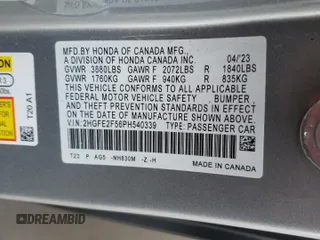 MFD. BY HONDA OF CANADA MFG.,
A DIVISION OF HONDA CANADA INC. 04/'23
GVWR 3880LBS GAWR F 2072LBS R 1840LBS
GVWR 1760KG GAWR F 940KG R 835KG
THIS VEHICLE CONFORMS TO ALL APPLICABLE
FEDERAL MOTOR VEHICLE SAFETY, BUMPER
AND THEFT PREVENTION STANDARDS IN EFFECT
ON THE DATE OF MANUFACTURE SHOWN ABOVE.
V.I.N.:2HGFE2F56PH540339 TYPE:PASSENGER CAR
T23 P AG5 -NH830M -Z -H MADE IN CANADA
T20 A1
DREAMBID